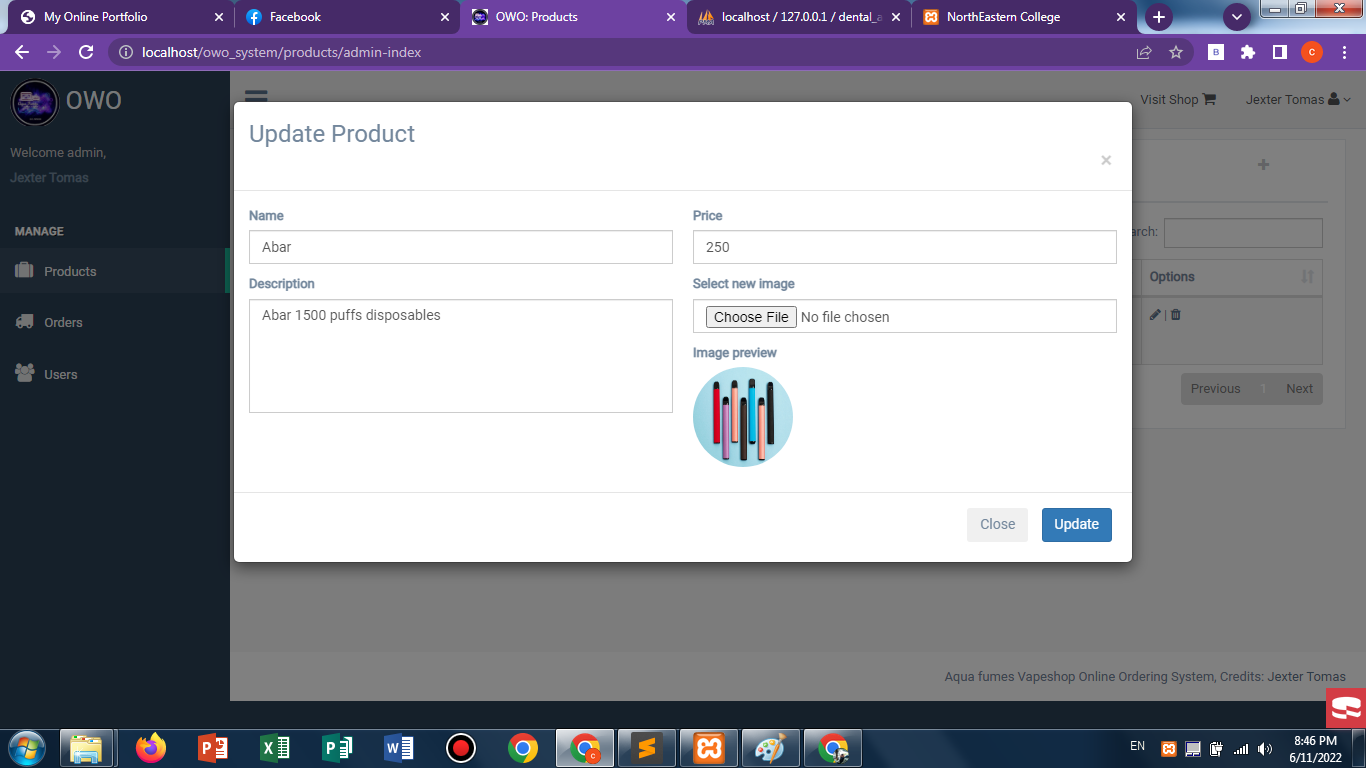 My Online Portfolio
Facebook
OWO: Products
localhost / 127.0.0.1 / dental_a
NorthEastern College
localhost/owo_system/products/admin-index
B
C
OWO
Visit Shop
Jexter Tomas
Welcome admin,
Jexter Tomas
MANAGE
Products
Orders
Users
Update Product
×
Name
Abar
Price
250
arch:
Description
Abar 1500 puffs disposables
Select new image
Choose File No file chosen
Image preview
Options
|
Previous 1 Next
Close
Update
Aqua fumes Vapeshop Online Ordering System, Credits: Jexter Tomas
EN
8:46 PM
6/11/2022